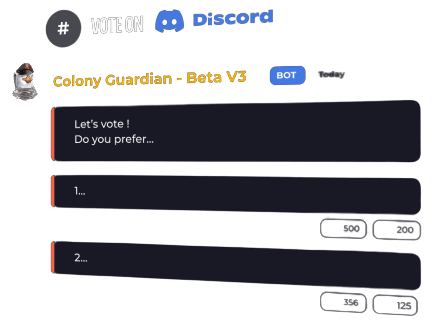 # VOTE ON Discord
Colony Guardian - Beta V3 BOT Today
Let's vote !
Do you prefer...
1...
500 200
2...
356 125